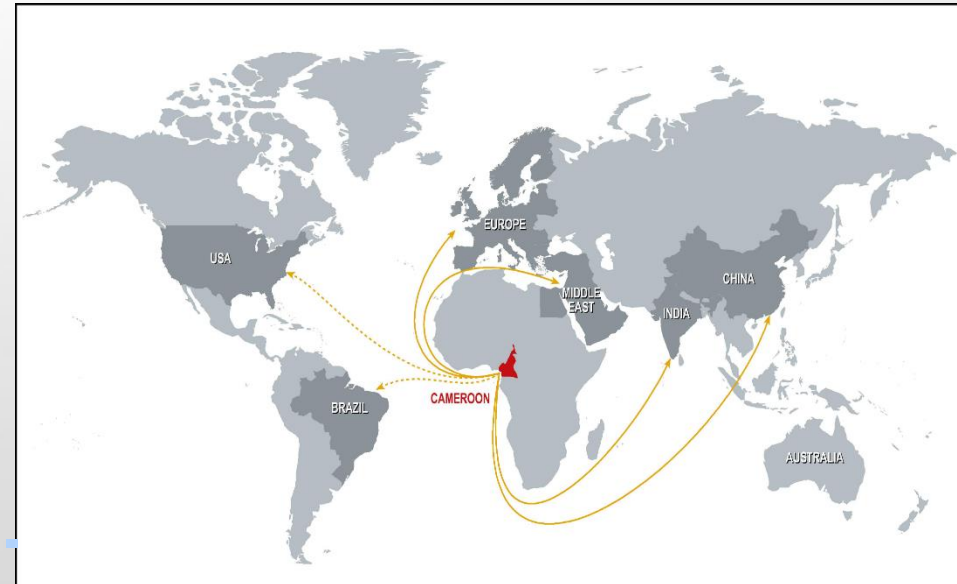 EUROPE
USA
CHINA
MIDDLE
EAST
INDIA
CAMEROON
BRAZIL
AUSTRALIA